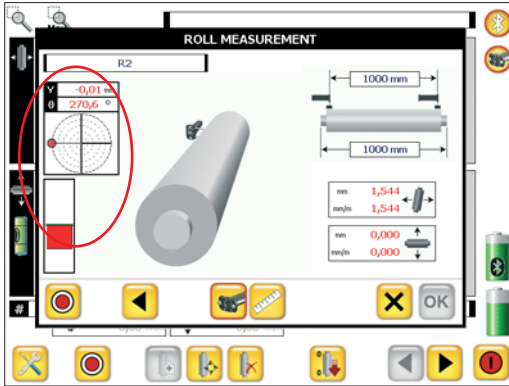 ROLL MEASUREMENT
R2
Y -0,01 mm
θ 270,6 °
1000 mm
1000 mm
mm 1,544
mm/m 1,544
mm 0,000
mm/m 0,000
OK
#